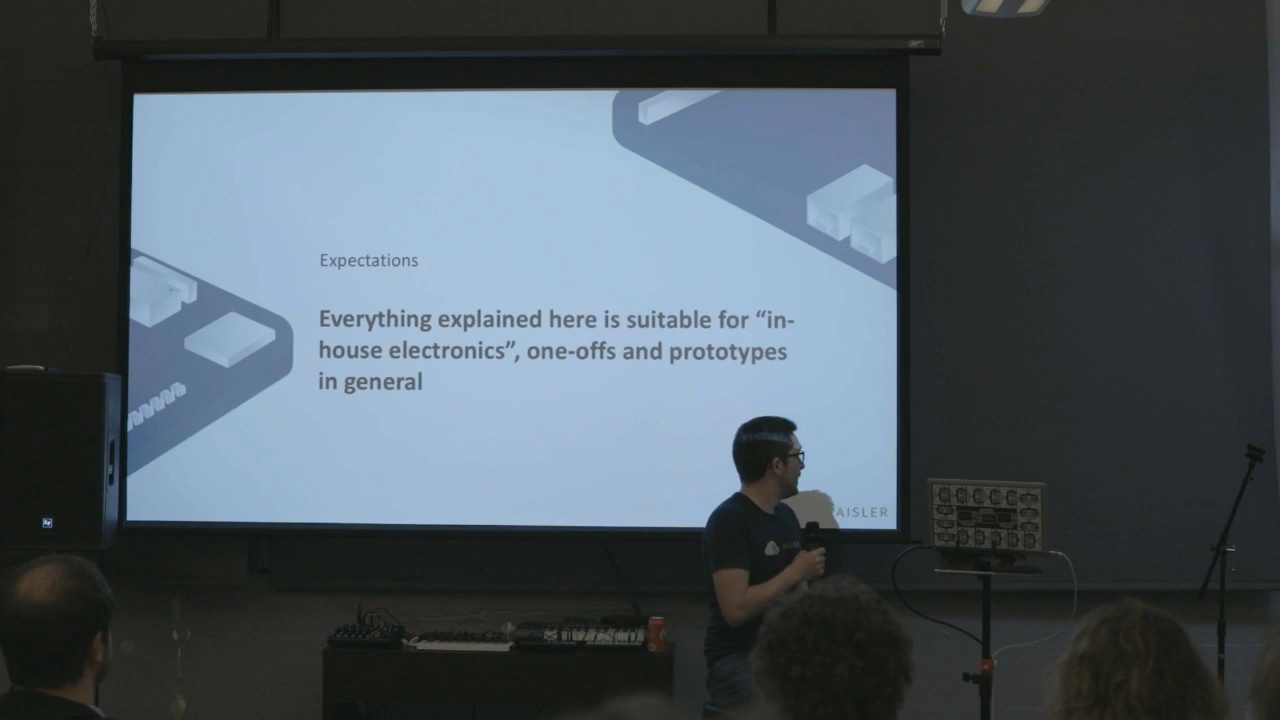 Expectations
Everything explained here is suitable for “in-
house electronics”, one-offs and prototypes
in general
AISLER